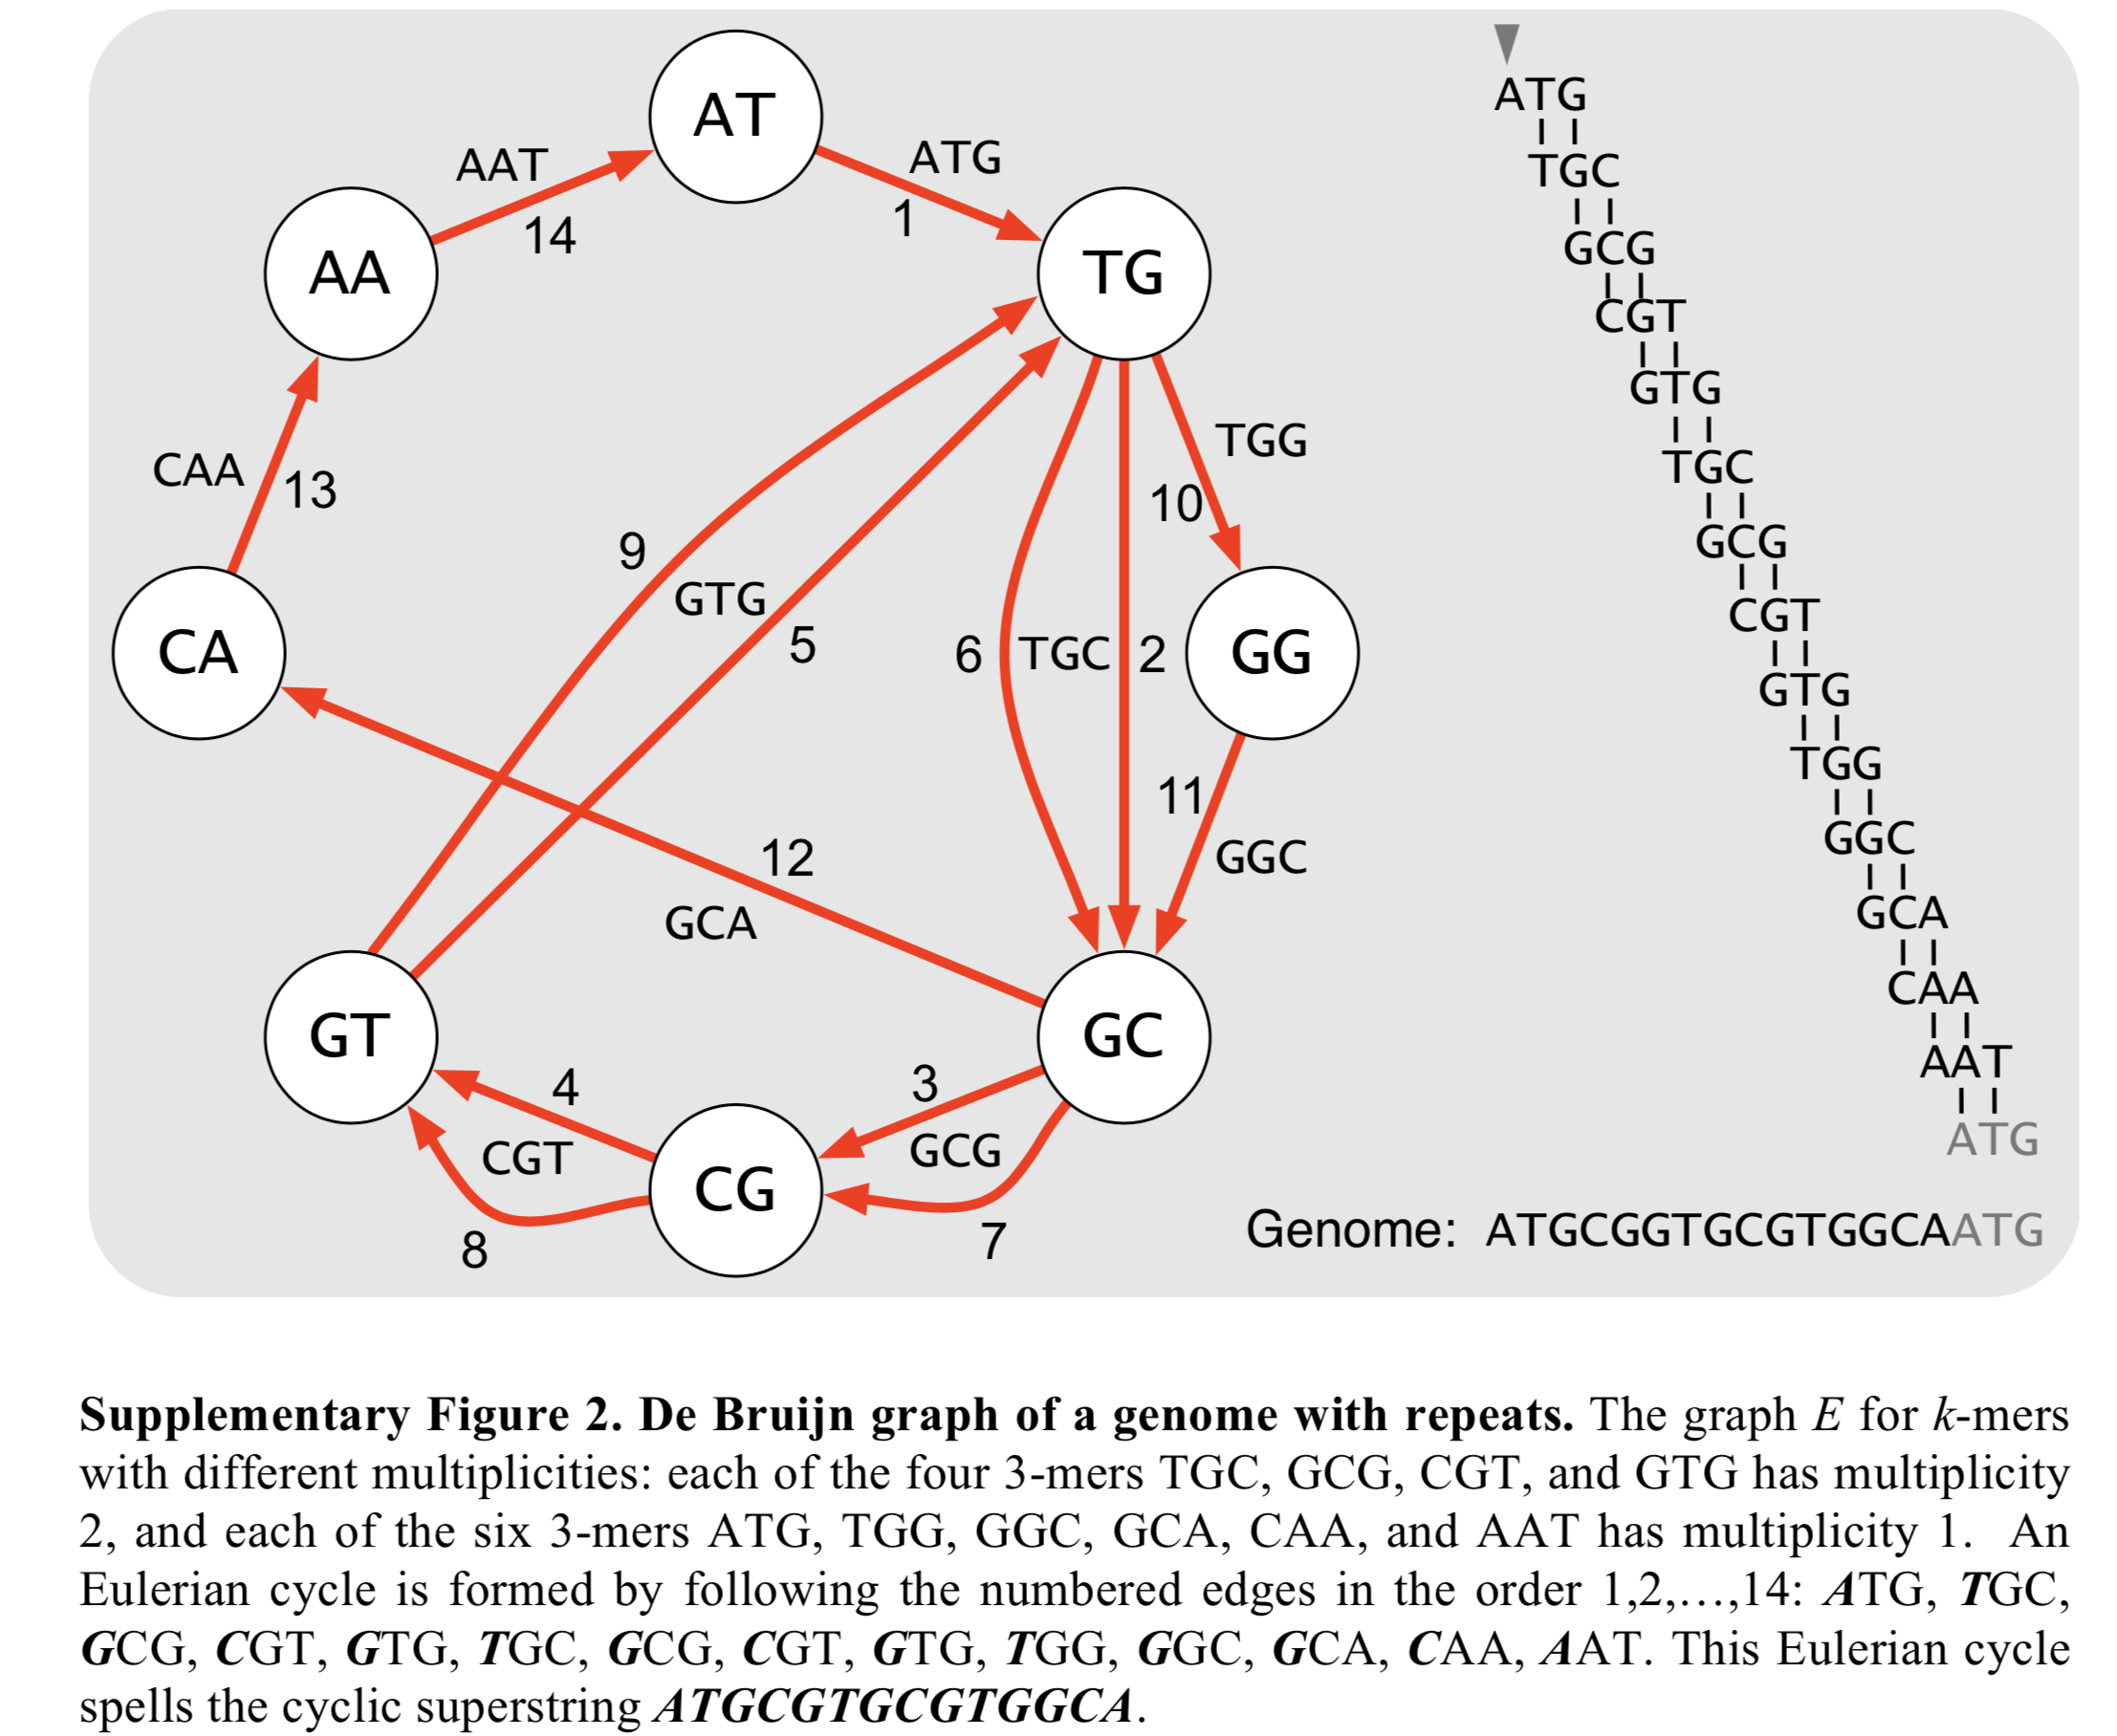 AT
AAT
ATG
14
1
AA
TG
CAA
13
TGG
10
9
GTG
5
6
TGC
2
CA
GG
12
GCA
11
GGC
GT
GC
4
3
CGT
GCG
CG
8
7
ATG
TGC
GCG
CGT
GTG
TGC
GCG
CGT
GTG
TGG
GGC
GCA
CAA
AAT
ATG
Genome: ATGCGGTGCGTGGCAATG
Supplementary Figure 2. De Bruijn graph of a genome with repeats. The graph E for k-mers
with different multiplicities: each of the four 3-mers TGC, GCG, CGT, and GTG has multiplicity
2, and each of the six 3-mers ATG, TGG, GGC, GCA, CAA, and AAT has multiplicity 1. An
Eulerian cycle is formed by following the numbered edges in the order 1,2,…,14: ATG, TGC,
GCG, CGT, GTG, TGC, GCG, CGT, GTG, TGG, GGC, GCA, CAA, AAT. This Eulerian cycle
spells the cyclic superstring ATGCGTGCGTGGCA.